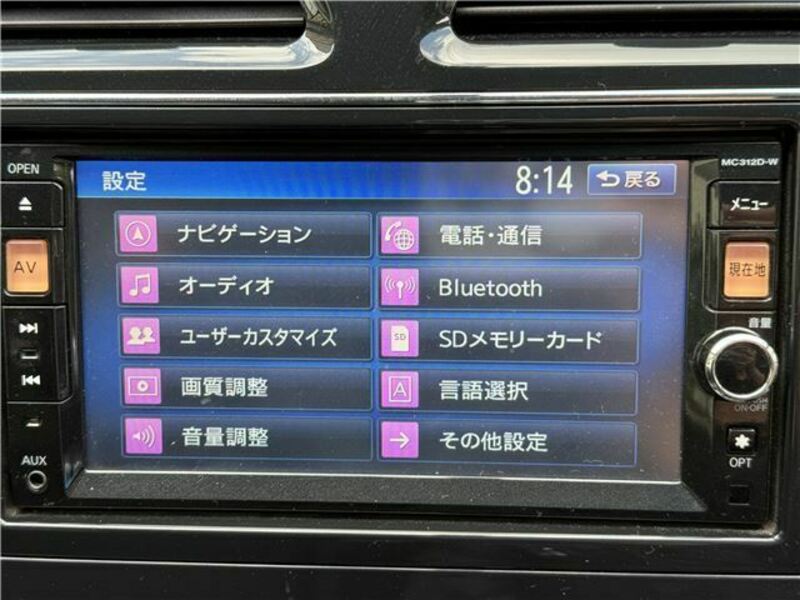 OPEN
MC312D-W
設定
8:14
戻る
メニュー
AV
現在地
ナビゲーション
電話・通信
オーディオ
Bluetooth
ユーザーカスタマイズ
SD
SDメモリーカード
音量
画質調整
A
言語選択
音量調整
その他設定
ON·OFF
AUX
OPT